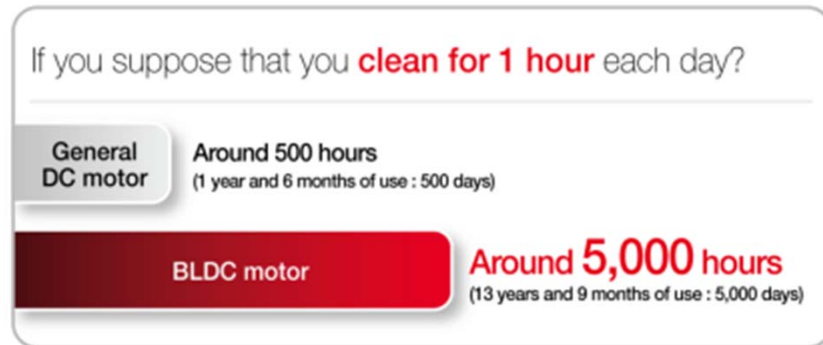 If you suppose that you clean for 1 hour each day?
General
DC motor
Around 500 hours
(1 year and 6 months of use : 500 days)
BLDC motor
Around 5,000 hours
(13 years and 9 months of use : 5,000 days)